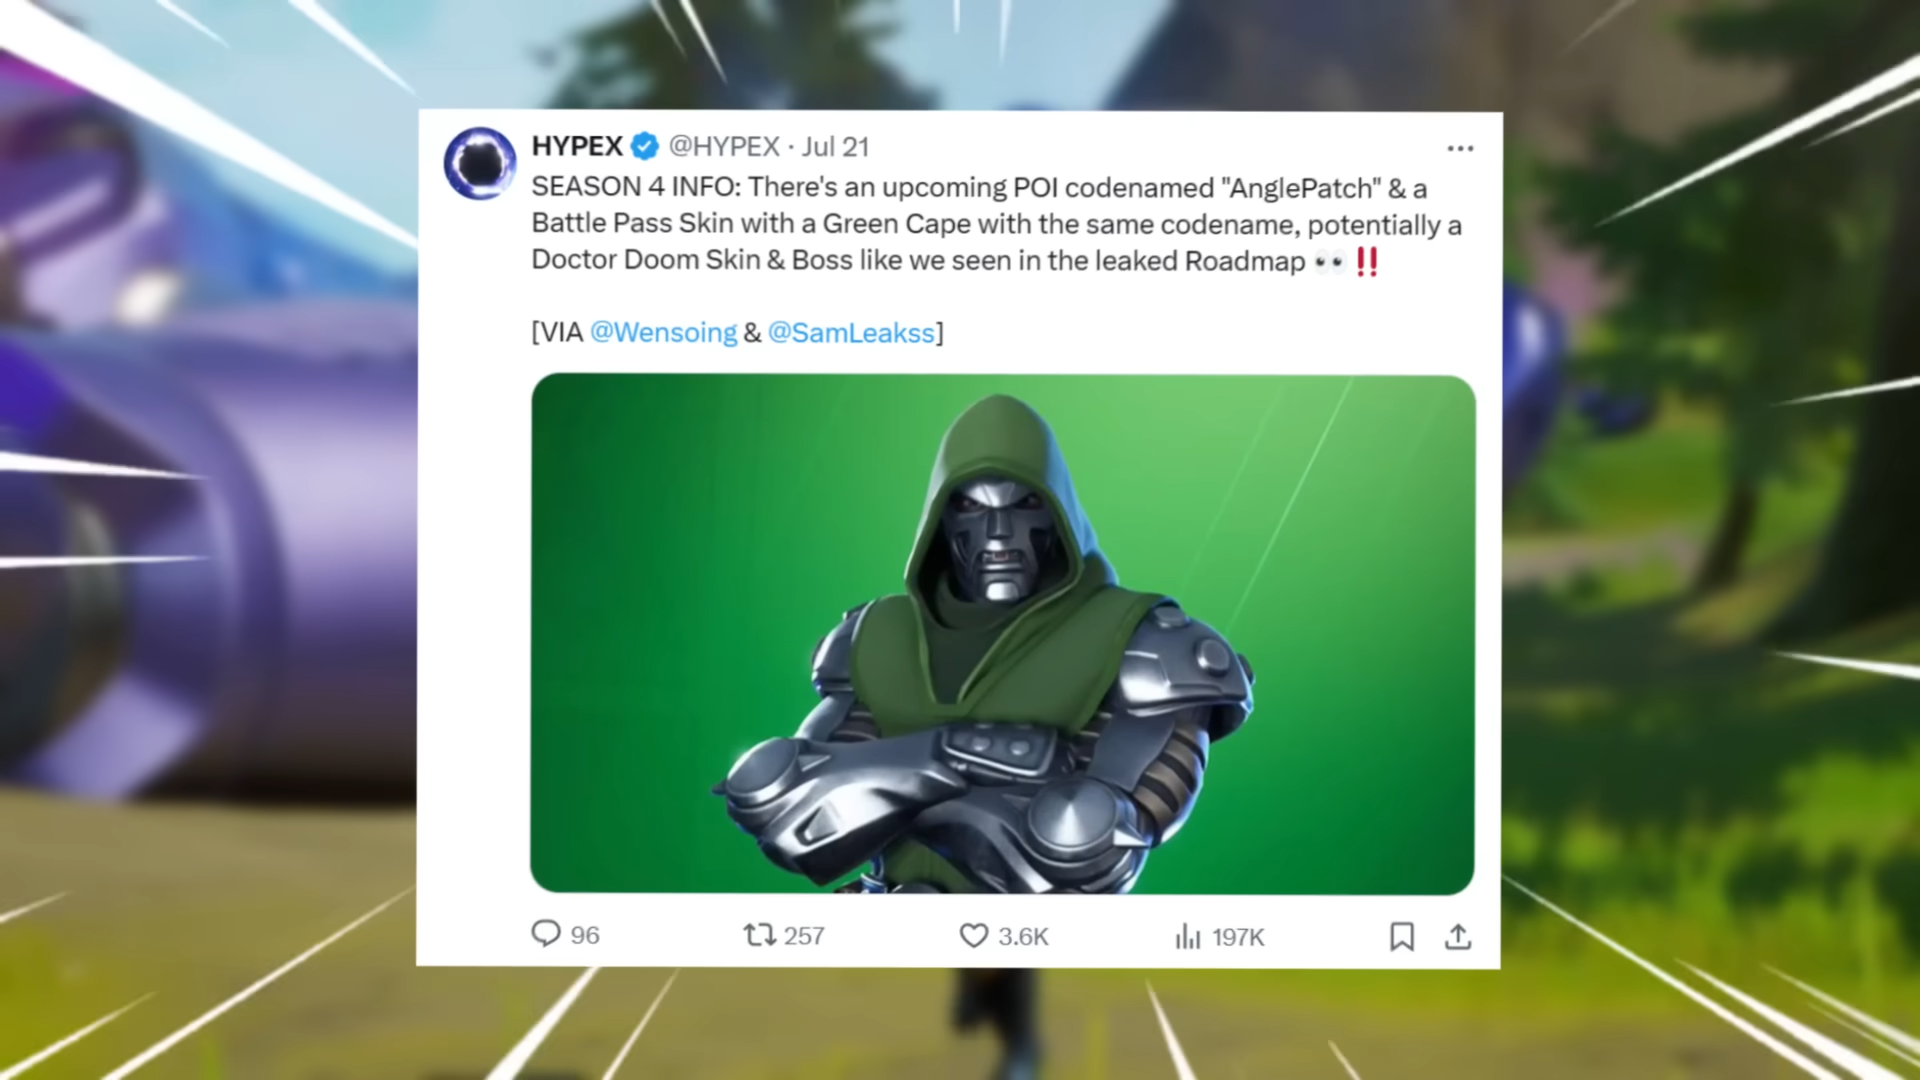 HYPEX @HYPEX · Jul 21
SEASON 4 INFO: There's an upcoming POI codenamed "AnglePatch" & a
Battle Pass Skin with a Green Cape with the same codename, potentially a
Doctor Doom Skin & Boss like we seen in the leaked Roadmap 👀‼️
[VIA @Wensoing & @SamLeakss]
96 257 3.6K 197K